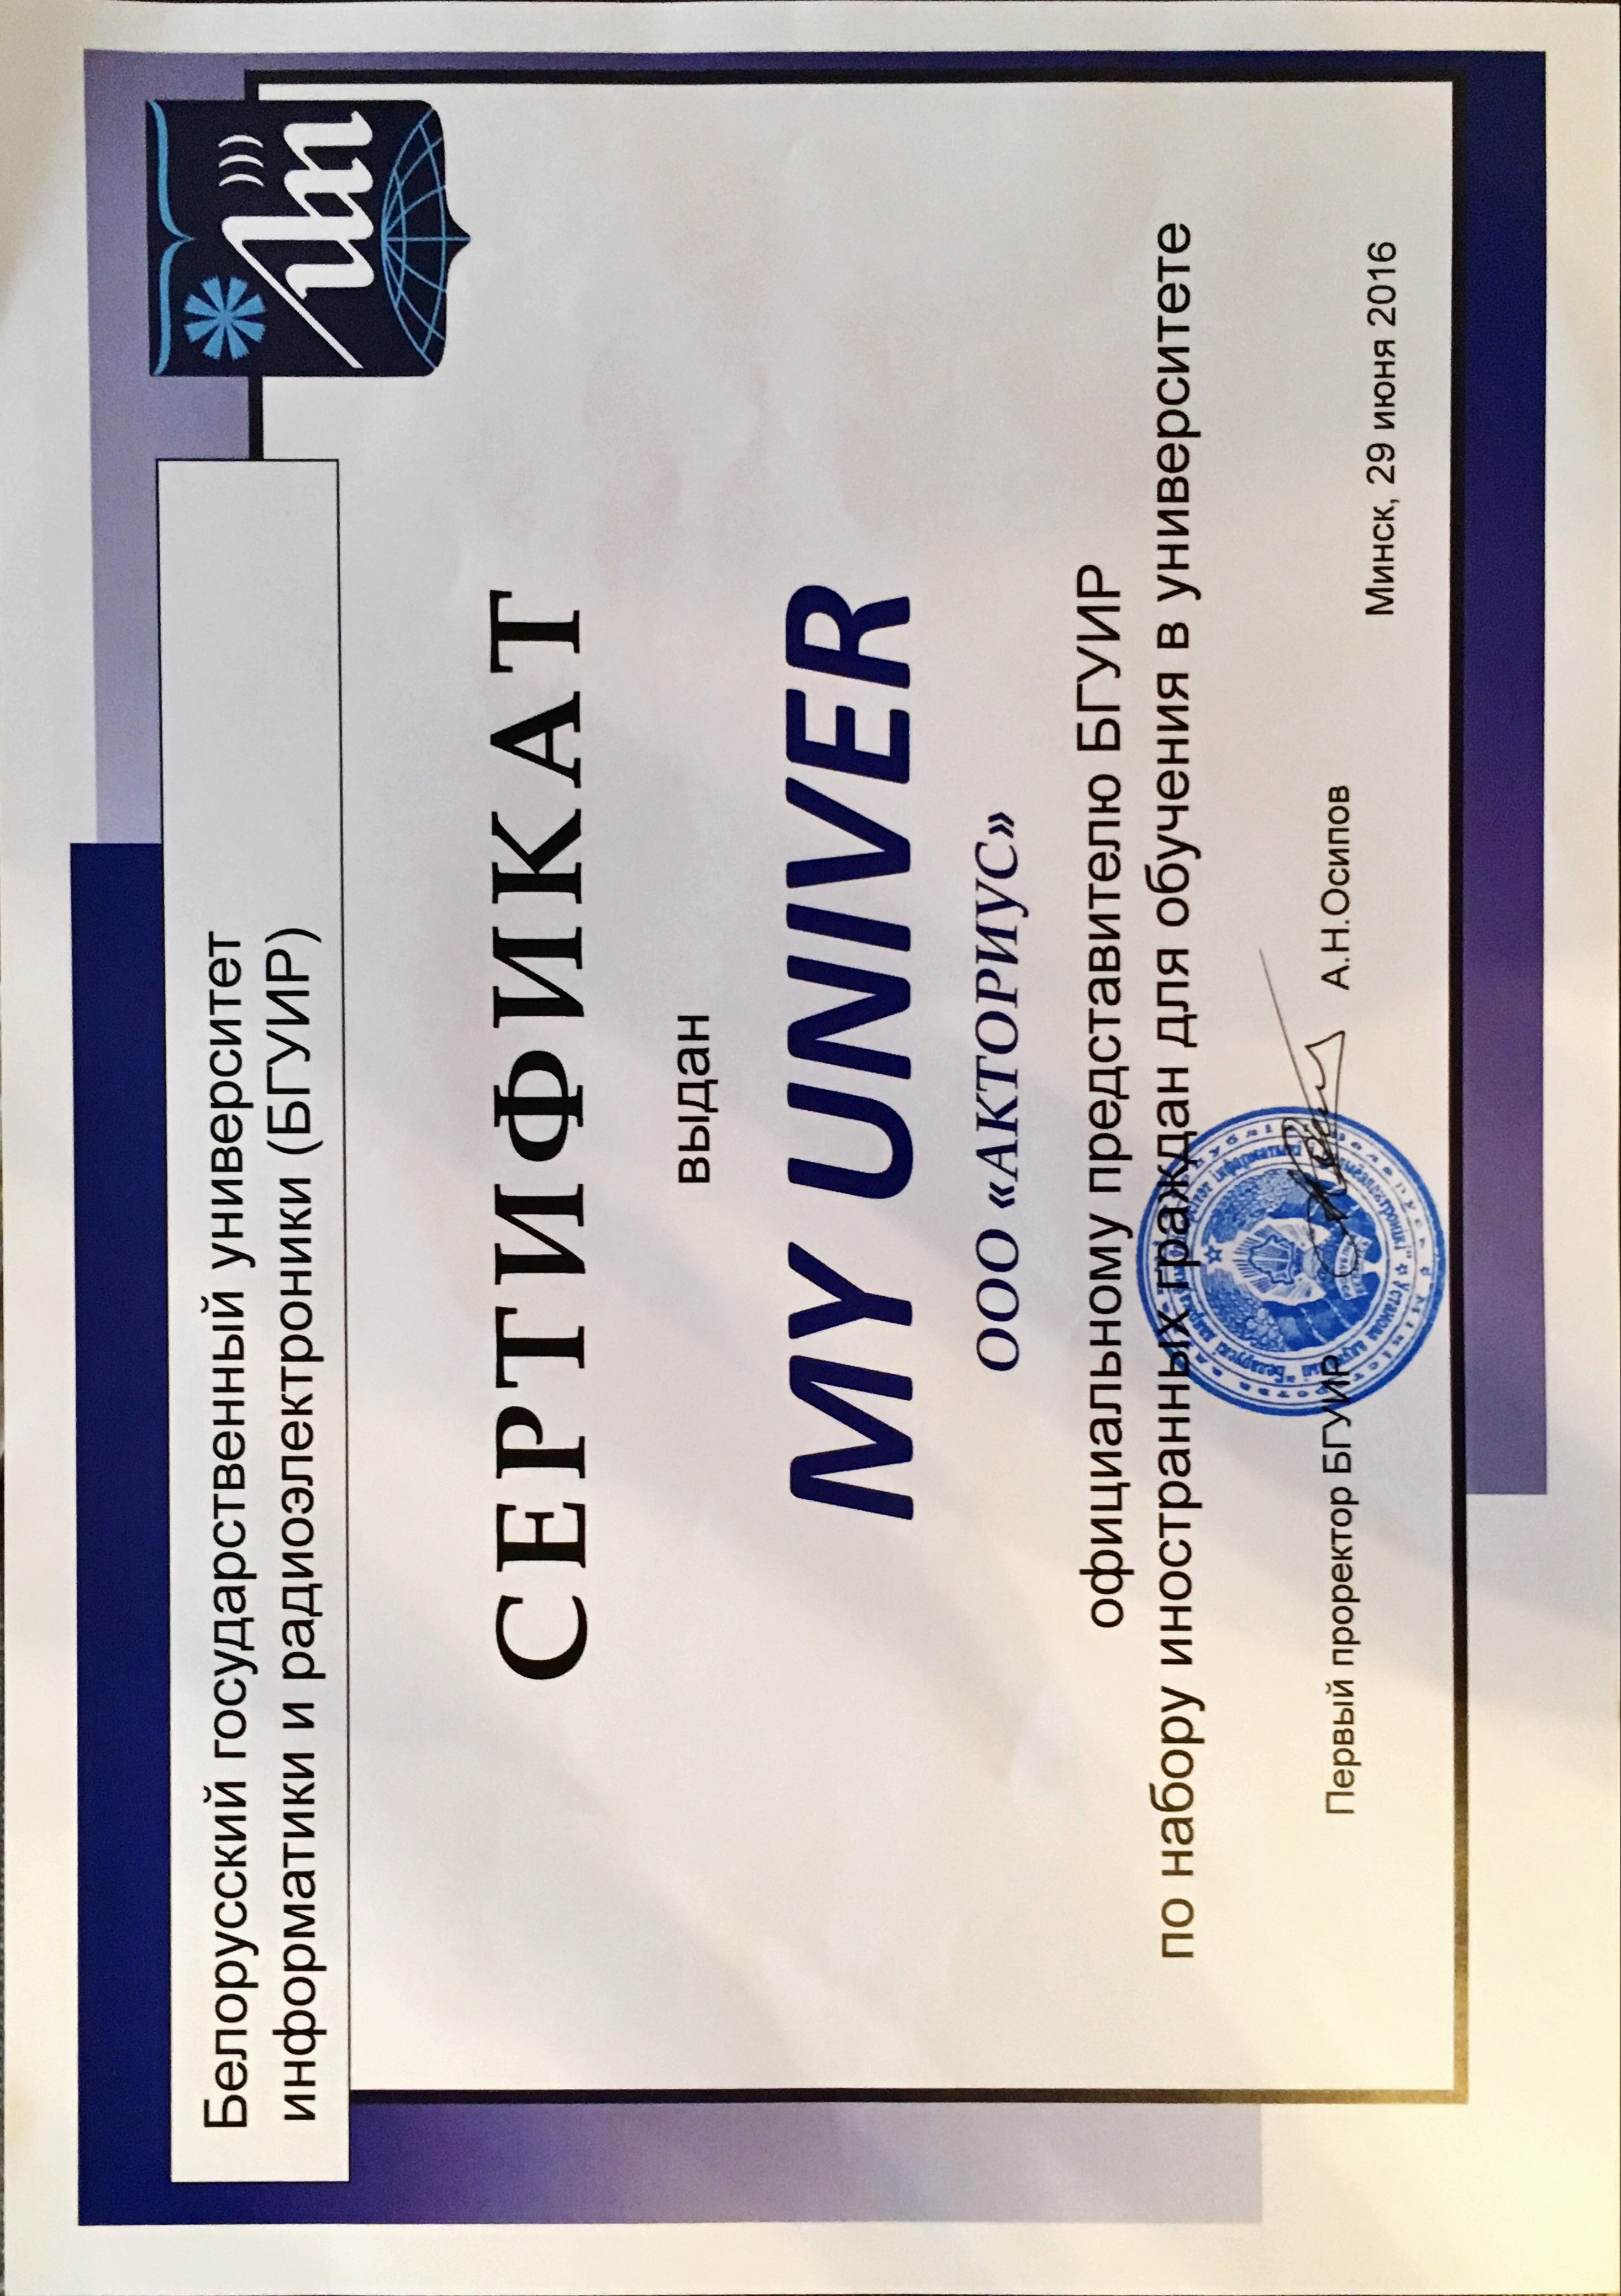 Белорусский государственный университет
информатики и радиоэлектроники (БГУИР)
СЕРТИФИКАТ
выдан
MY UNIVER
ООО «АКТОРИУС»
официальному представителю БГУИР
по набору иностранных граждан для обучения в университете
Первый проректор БГУИР
А.Н.Осипов
Минск, 29 июня 2016